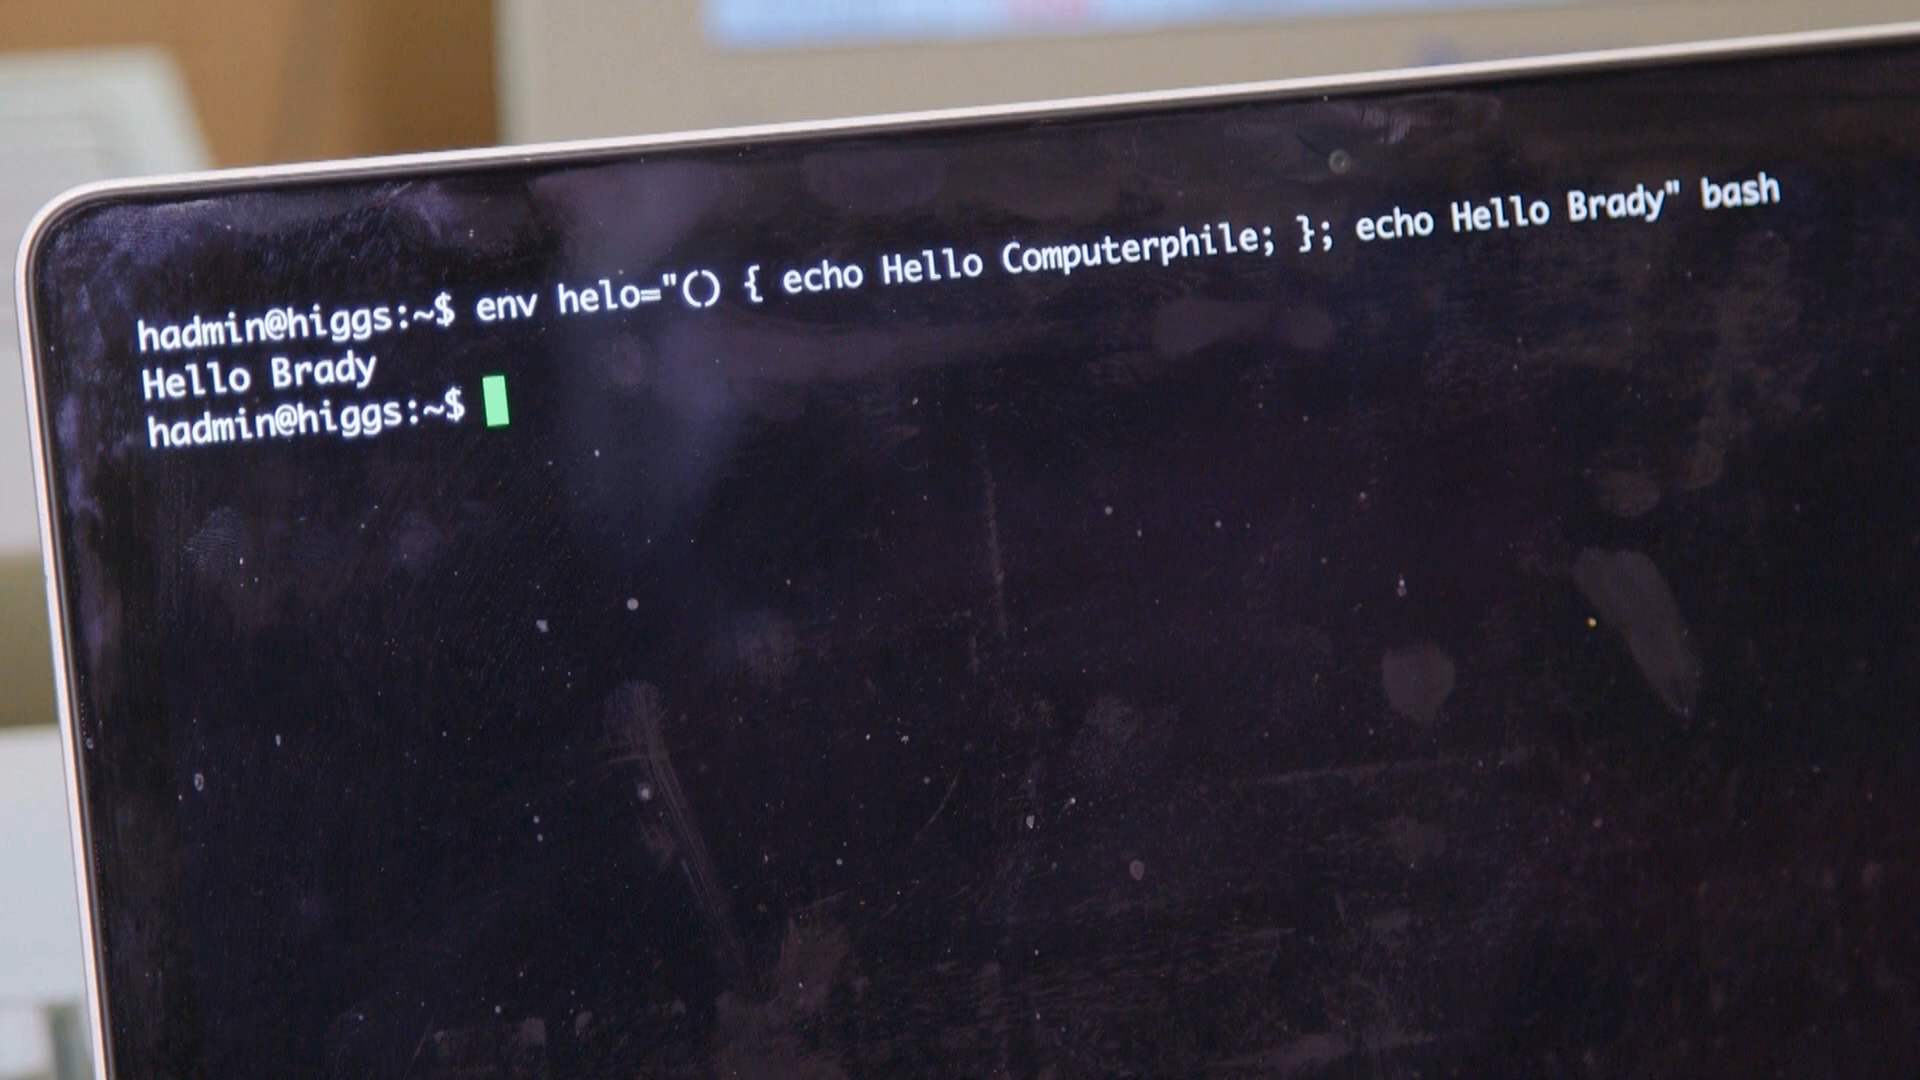 hadmin@higgs:~$ env helo="() { echo Hello Computerphile; }; echo Hello Brady" bash
Hello Brady
hadmin@higgs:~$